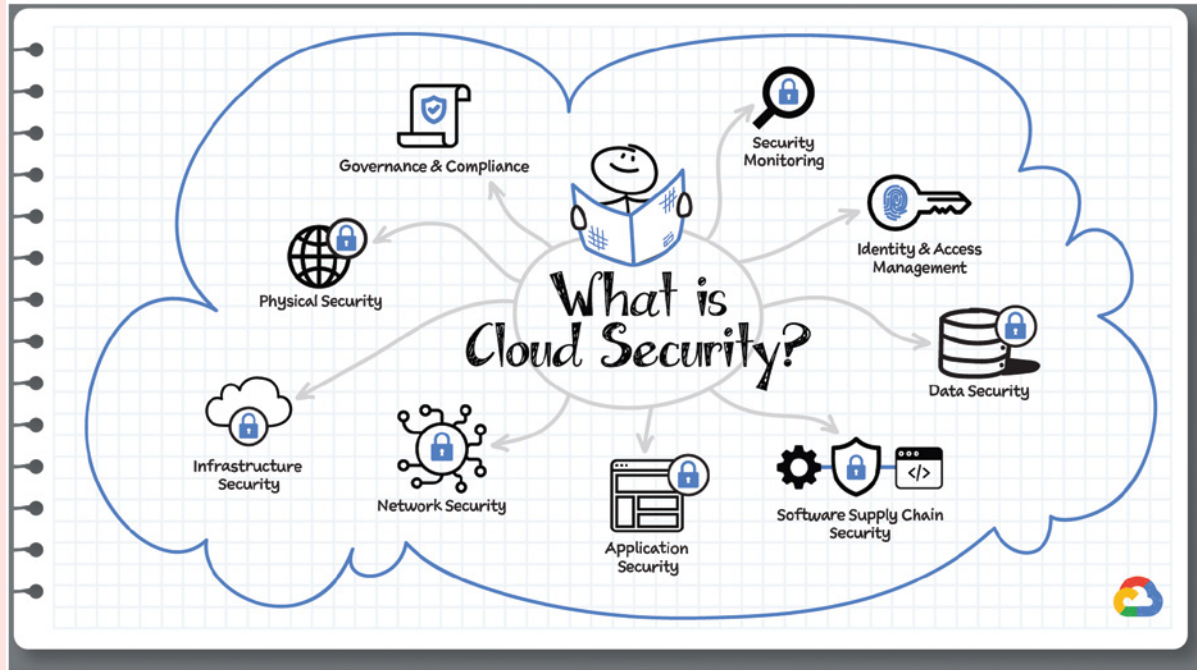 What is
Cloud Security?
Governance & Compliance
Security
Monitoring
Identity & Access
Management
Physical Security
Data Security
Infrastructure
Security
Network Security
Application
Security
Software Supply Chain
Security
</>